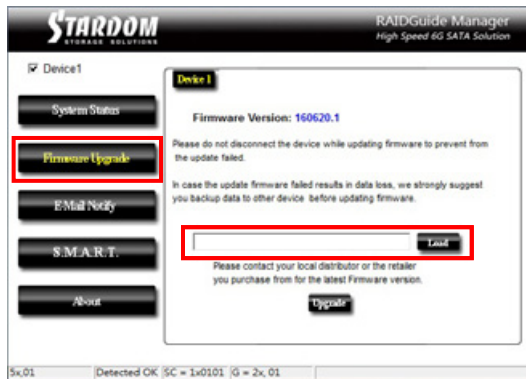 STARDOM
STORAGE SOLUTIONS
RAIDGuide Manager
High Speed 6G SATA Solution
Device1
System Status
Firmware Upgrade
E-Mail Notify
S.M.A.R.T.
About
Device 1
Firmware Version: 160620.1
Please do not disconnect the device while updating firmware to prevent from
the update failed.
In case the update firmware failed results in data loss, we strongly suggest
you backup data to other device before updating firmware.
Load
Please contact your local distributor or the retailer
you purchase from for the latest Firmware version.
Upgrade
5x,01
Detected OK
SC = 1x0101
G = 2x, 01